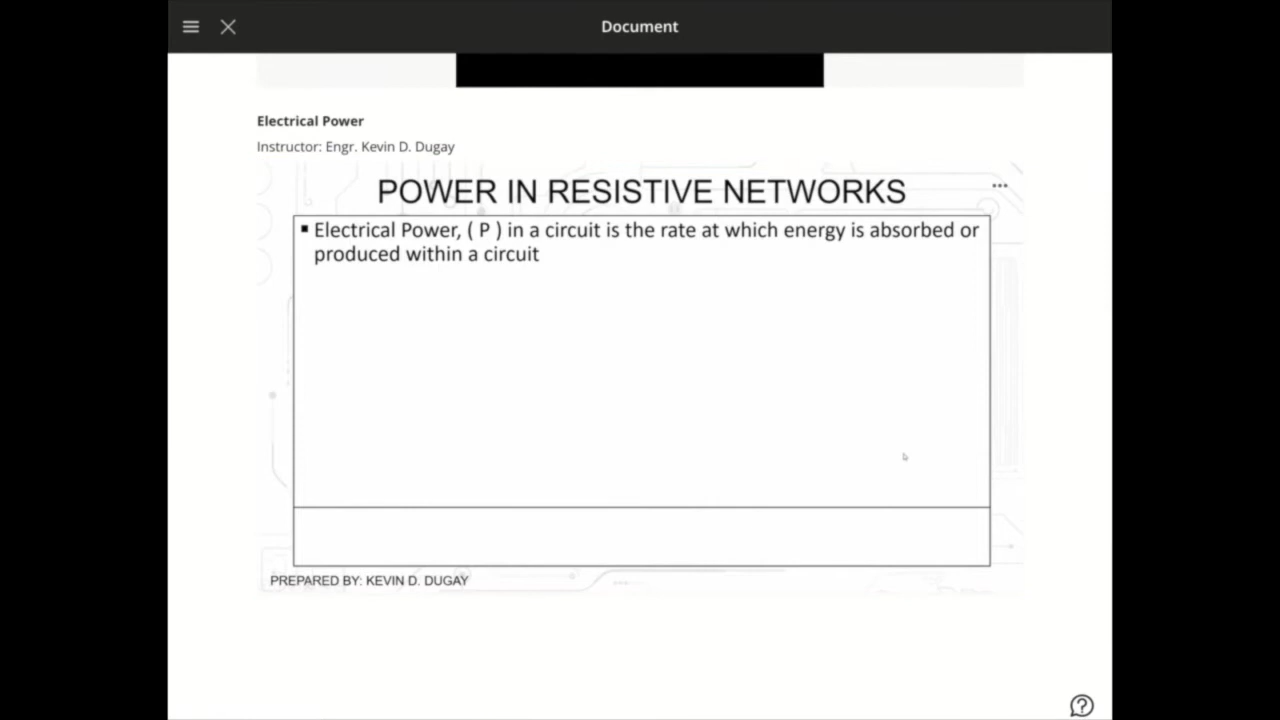 Document
Electrical Power
Instructor: Engr. Kevin D. Dugay
POWER IN RESISTIVE NETWORKS
▪ Electrical Power, ( P ) in a circuit is the rate at which energy is absorbed or
produced within a circuit
PREPARED BY: KEVIN D. DUGAY